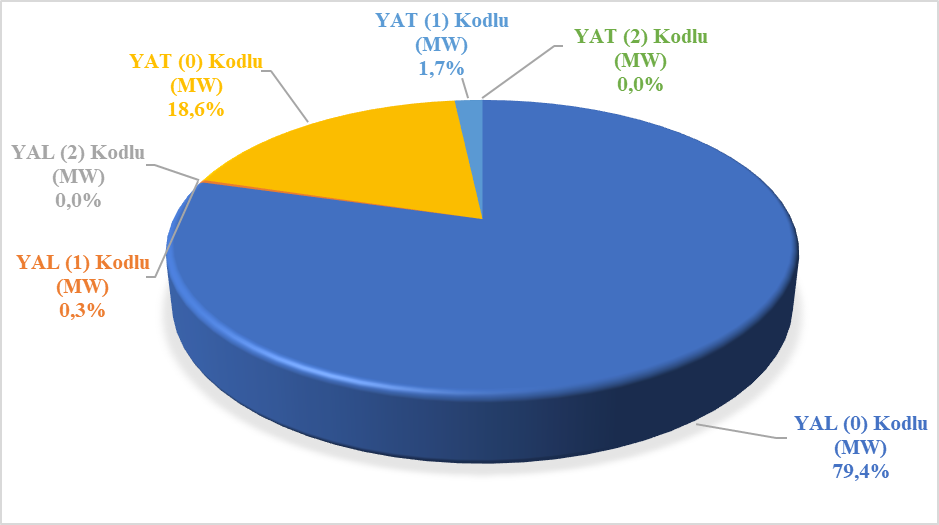 YAT (1) Kodlu
(MW)
1,7%
YAT (2) Kodlu
(MW)
0,0%
YAT (0) Kodlu
(MW)
18,6%
YAL (2) Kodlu
(MW)
0,0%
YAL (1) Kodlu
(MW)
0,3%
YAL (0) Kodlu
(MW)
79,4%